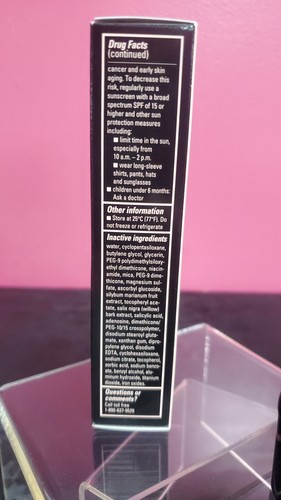 Drug Facts
(continued)
cancer and early skin
aging. To decrease this
risk, regularly use a
sunscreen with a broad
spectrum SPF of 15 or
higher and other sun
protection measures
including:
■ limit time in the sun,
especially from
10 a.m. – 2 p.m.
■ wear long-sleeve
shirts, pants, hats
and sunglasses
■ children under 6 months:
Ask a doctor
Other information
■ Store at 25°C (77°F). Do
not freeze or refrigerate
Inactive ingredients
water, cyclopentasiloxane,
butylene glycol, glycerin,
PEG-9 polydimethylsiloxy-
ethyl dimethicone, niacin-
amide, mica, PEG-9 dime-
thicone, magnesium sul-
fate, ascorbyl glucoside,
silybum marianum fruit
extract, tocopheryl ace-
tate, salix nigra (willow)
bark extract, salicylic acid,
adenosine, dimethicone/
PEG-10/15 crosspolymer,
disodium stearoyl gluta-
mate, xanthan gum, dipro-
pylene glycol, disodium
EDTA, cyclohexasiloxane,
sodium citrate, tocopherol,
sorbic acid, sodium benzo-
ate, benzyl alcohol, alu-
minum hydroxide, titanium
dioxide, iron oxides.
Questions or
comments?
Call toll free